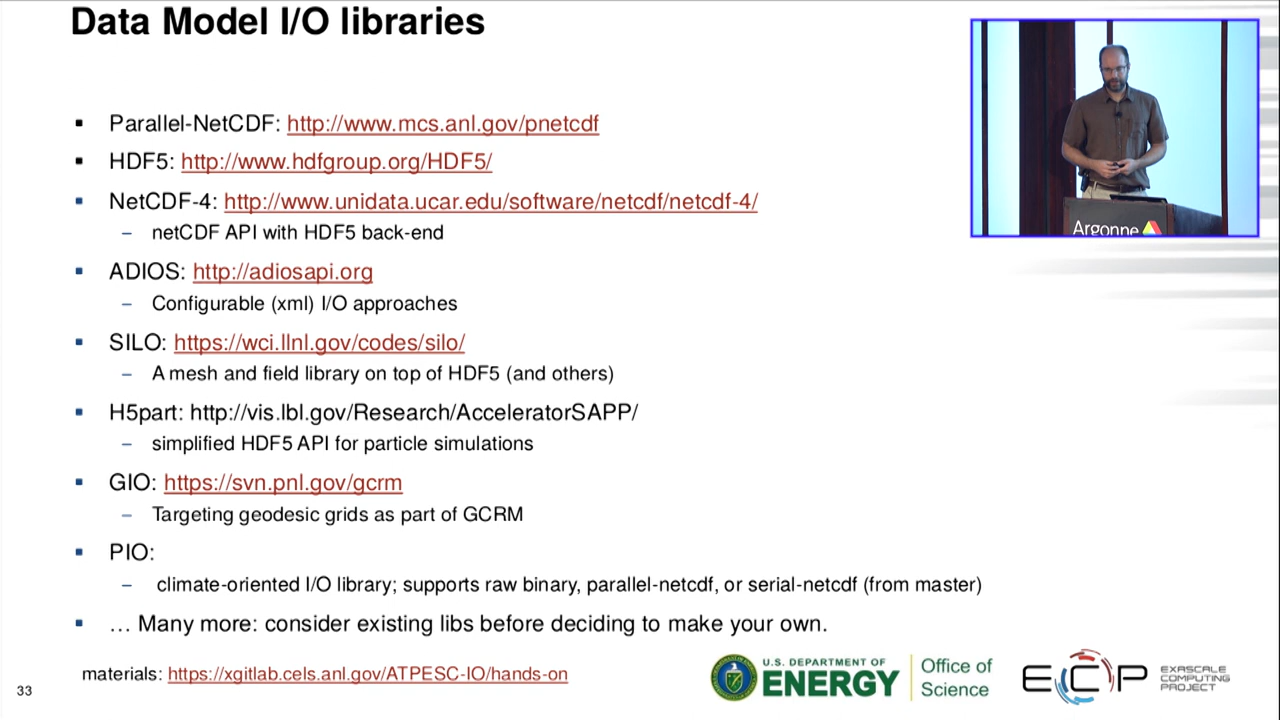 Data Model I/O libraries
▪ Parallel-NetCDF: http://www.mcs.anl.gov/pnetcdf
▪ HDF5: http://www.hdfgroup.org/HDF5/
▪ NetCDF-4: http://www.unidata.ucar.edu/software/netcdf/netcdf-4/
– netCDF API with HDF5 back-end
▪ ADIOS: http://adiosapi.org
– Configurable (xml) I/O approaches
▪ SILO: https://wci.llnl.gov/codes/silo/
– A mesh and field library on top of HDF5 (and others)
▪ H5part: http://vis.lbl.gov/Research/AcceleratorSAPP/
– simplified HDF5 API for particle simulations
▪ GIO: https://svn.pnl.gov/gcrm
– Targeting geodesic grids as part of GCRM
▪ PIO:
– climate-oriented I/O library; supports raw binary, parallel-netcdf, or serial-netcdf (from master)
▪ … Many more: consider existing libs before deciding to make your own.
materials: https://xgitlab.cels.anl.gov/ATPESC-IO/hands-on
33
Argonne
U.S. DEPARTMENT OF
ENERGY
Office of
Science
ECP
EXASCALE
COMPUTING
PROJECT